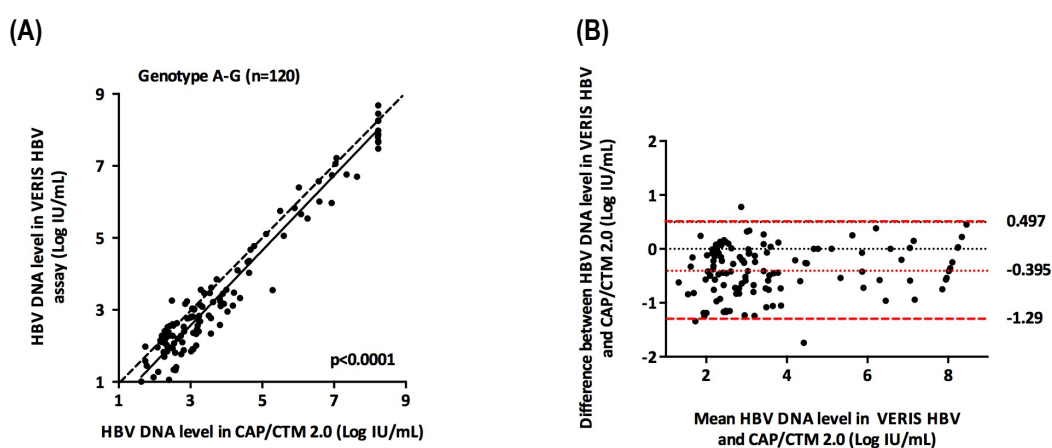 (A)
Genotype A-G (n=120)
HBV DNA level in VERIS HBV
assay (Log IU/mL)
9
7
5
3
1
p<0.0001
1 3 5 7 9
HBV DNA level in CAP/CTM 2.0 (Log IU/mL)
(B)
Difference between HBV DNA level in VERIS HBV
and CAP/CTM 2.0 (Log IU/mL)
2
1
0
-1
-2
0.497
-0.395
-1.29
2 4 6 8
Mean HBV DNA level in VERIS HBV
and CAP/CTM 2.0 (Log IU/mL)